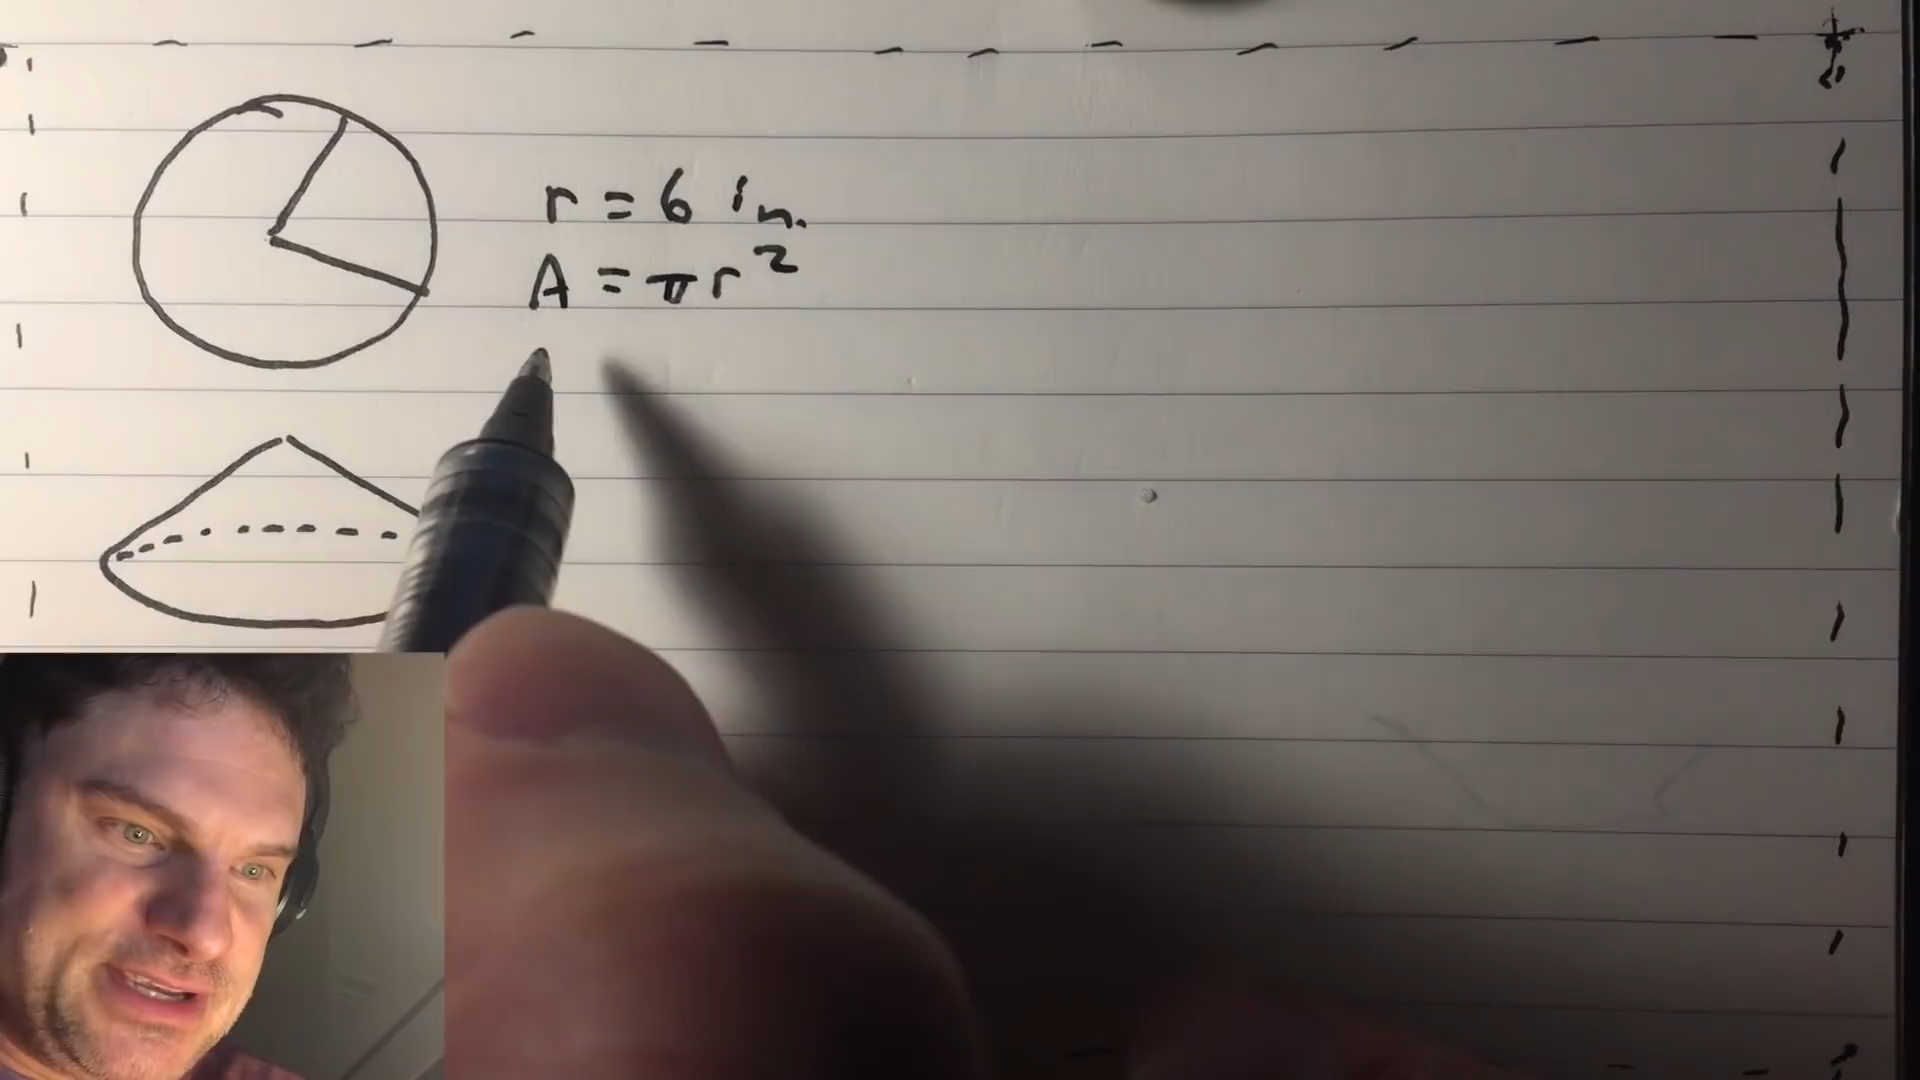 r = 6 in.
A = πr²